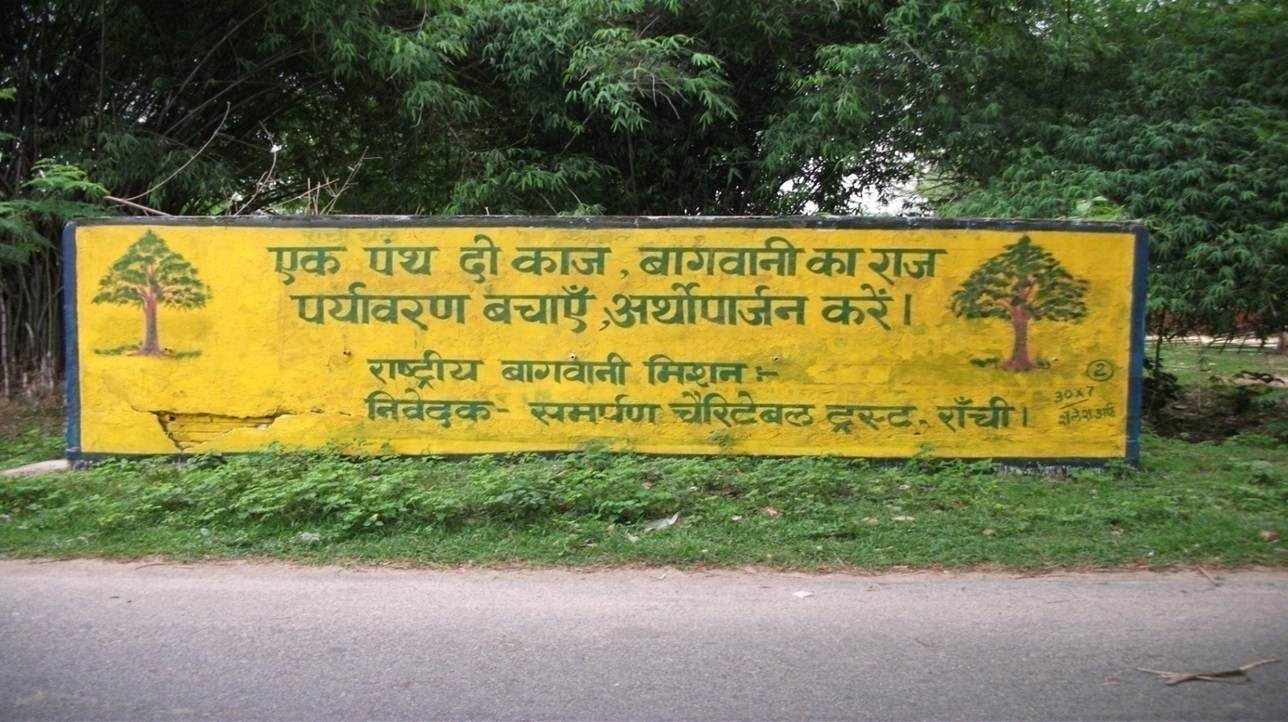 एक पंथ दो काज, बागवानी का राज
पर्यावरण बचाएँ, अर्थोपार्जन करें।
राष्ट्रीय बागवानी मिशन:-
निवेदक- समर्पण चैरिटेबल ट्रस्ट, राँची।
2
30x7